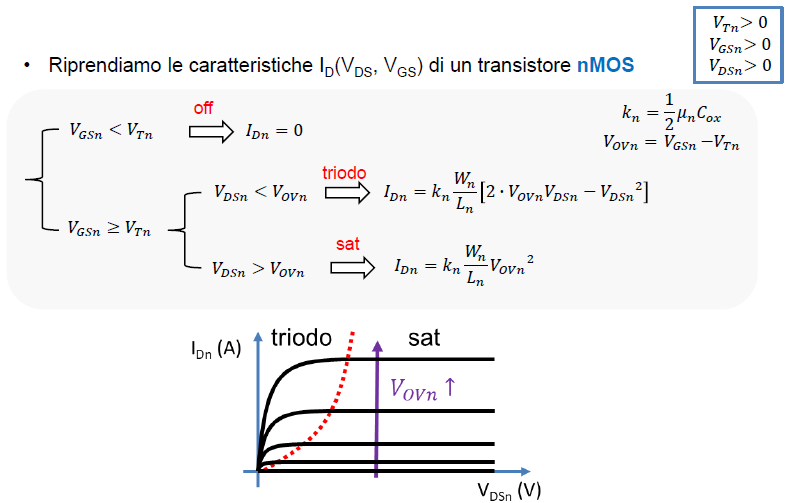 V_Tn > 0
V_GSn > 0
V_DSn > 0
• Riprendiamo le caratteristiche I_D(V_DS, V_GS) di un transistore nMOS
k_n = 1/2 μ_n C_ox
V_OVn = V_GSn − V_Tn
V_GSn < V_Tn off I_Dn = 0
V_GSn ≥ V_Tn
V_DSn < V_OVn triodo I_Dn = k_n W_n/L_n [2 · V_OVn V_DSn − V_DSn²]
V_DSn > V_OVn sat I_Dn = k_n W_n/L_n V_OVn²
I_Dn (A)
triodo
sat
V_OVn ↑
V_DSn (V)